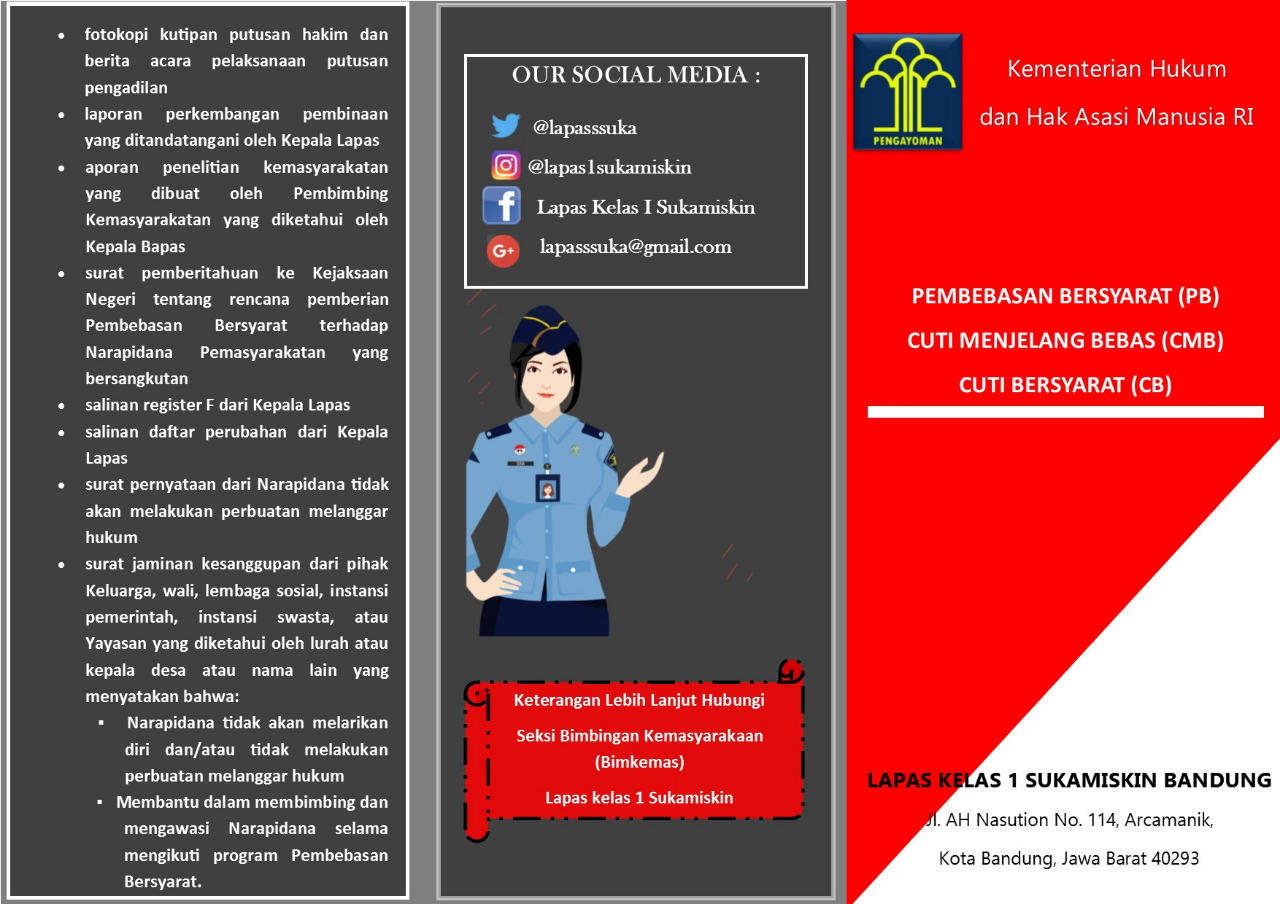 • fotokopi kutipan putusan hakim dan
berita acara pelaksanaan putusan
pengadilan
• laporan perkembangan pembinaan
yang ditandatangani oleh Kepala Lapas
• aporan penelitian kemasyarakatan
yang dibuat oleh Pembimbing
Kemasyarakatan yang diketahui oleh
Kepala Bapas
• surat pemberitahuan ke Kejaksaan
Negeri tentang rencana pemberian
Pembebasan Bersyarat terhadap
Narapidana Pemasyarakatan yang
bersangkutan
• salinan register F dari Kepala Lapas
• salinan daftar perubahan dari Kepala
Lapas
• surat pernyataan dari Narapidana tidak
akan melakukan perbuatan melanggar
hukum
• surat jaminan kesanggupan dari pihak
Keluarga, wali, lembaga sosial, instansi
pemerintah, instansi swasta, atau
Yayasan yang diketahui oleh lurah atau
kepala desa atau nama lain yang
menyatakan bahwa:
▪ Narapidana tidak akan melarikan
diri dan/atau tidak melakukan
perbuatan melanggar hukum
▪ Membantu dalam membimbing dan
mengawasi Narapidana selama
mengikuti program Pembebasan
Bersyarat.
OUR SOCIAL MEDIA :
@lapasssuka
@lapas1sukamiskin
Lapas Kelas I Sukamiskin
G+ lapasssuka@gmail.com
Keterangan Lebih Lanjut Hubungi
Seksi Bimbingan Kemasyarakaan
(Bimkemas)
Lapas kelas 1 Sukamiskin
PENGAYOMAN
Kementerian Hukum
dan Hak Asasi Manusia RI
PEMBEBASAN BERSYARAT (PB)
CUTI MENJELANG BEBAS (CMB)
CUTI BERSYARAT (CB)
LAPAS KELAS 1 SUKAMISKIN BANDUNG
Jl. AH Nasution No. 114, Arcamanik,
Kota Bandung, Jawa Barat 40293